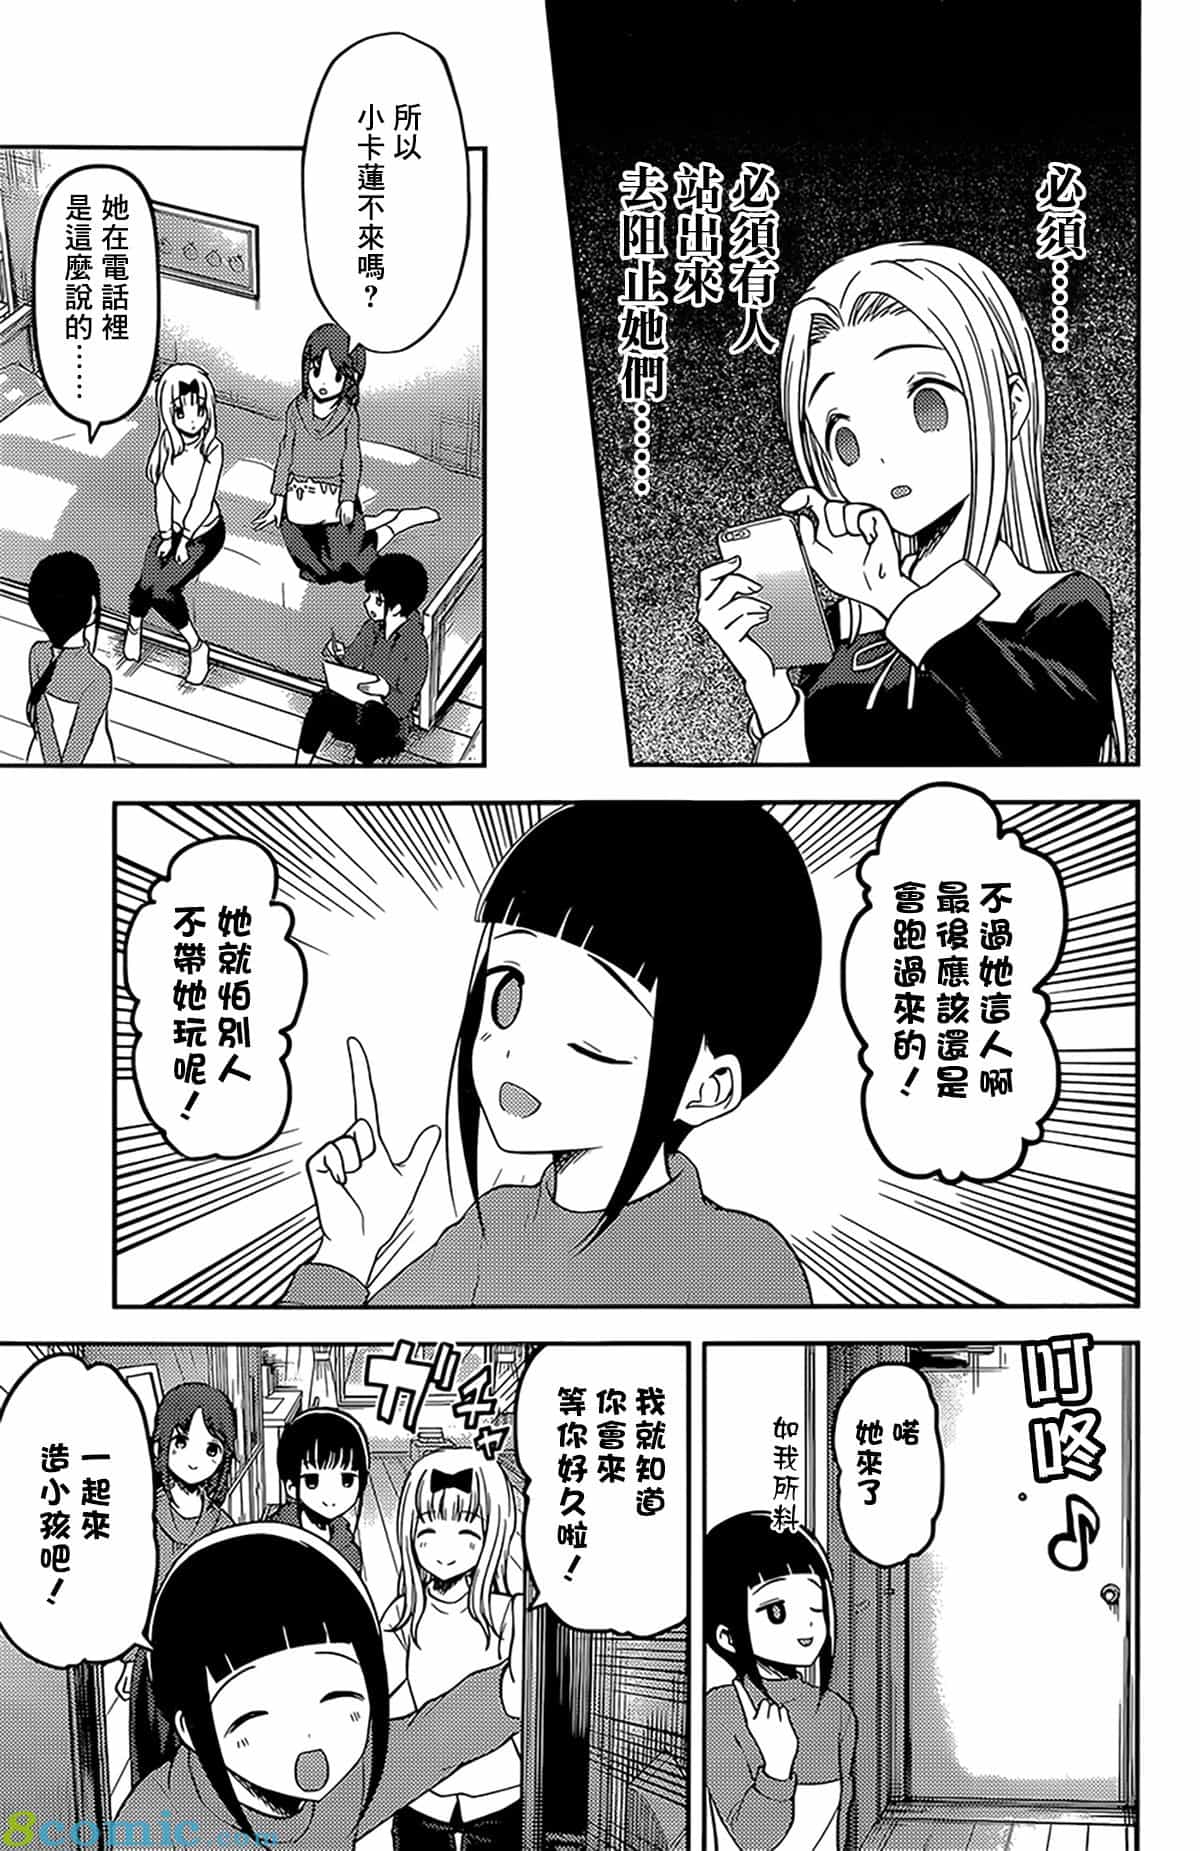 必須……
必須有人
站出來
去阻止她們……
所以
小卡蓮不來嗎？
她在電話裡
是這麼說的……
不過她這人啊
最後應該還是
會跑過來的！
她就怕別人
不帶她玩呢！
叮咚♪
喏
她來了
如我所料
我就知道
你會來
等你好久啦！
ガチャ
一起來
造小孩吧！
8comic.com